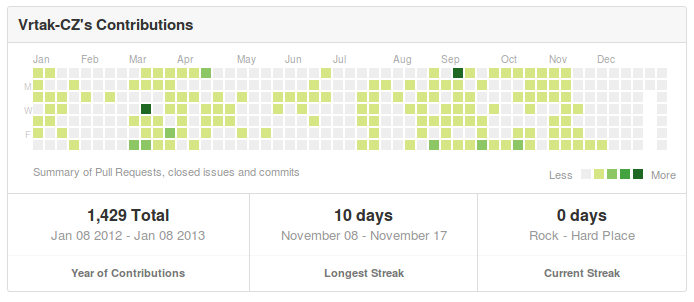 Vrtak-CZ's Contributions
Jan Feb Mar Apr May Jun Jul Aug Sep Oct Nov Dec
M
W
F
Summary of Pull Requests, closed issues and commits
Less More
1,429 Total 10 days 0 days
Jan 08 2012 - Jan 08 2013 November 08 - November 17 Rock - Hard Place
Year of Contributions Longest Streak Current Streak